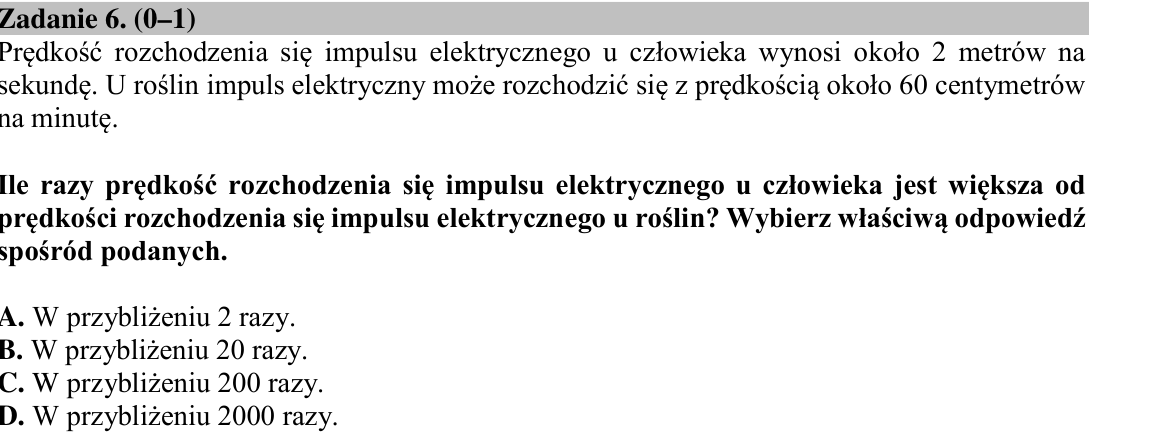 Zadanie 6. (0–1)
Prędkość rozchodzenia się impulsu elektrycznego u człowieka wynosi około 2 metrów na
sekundę. U roślin impuls elektryczny może rozchodzić się z prędkością około 60 centymetrów
na minutę.
Ile razy prędkość rozchodzenia się impulsu elektrycznego u człowieka jest większa od
prędkości rozchodzenia się impulsu elektrycznego u roślin? Wybierz właściwą odpowiedź
spośród podanych.
A. W przybliżeniu 2 razy.
B. W przybliżeniu 20 razy.
C. W przybliżeniu 200 razy.
D. W przybliżeniu 2000 razy.